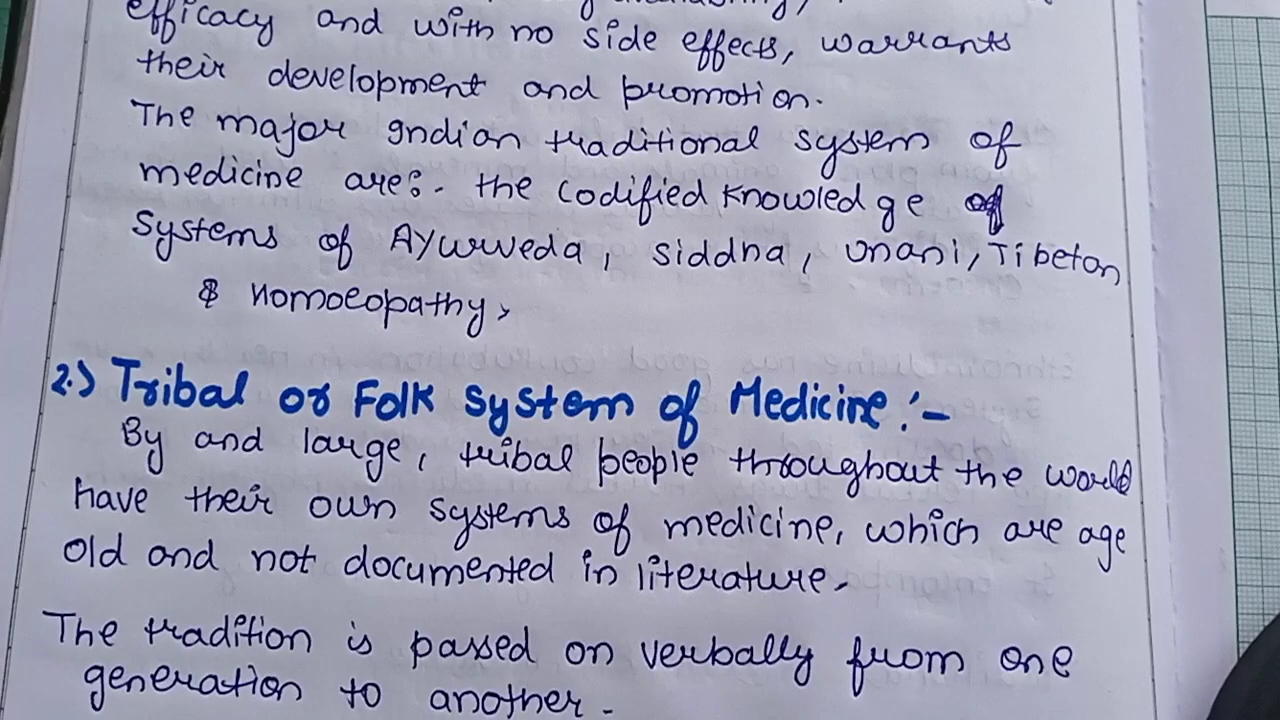 efficacy and with no side effects, warrants
their development and promotion.
The major Indian traditional system of
medicine are:- the codified knowledge of
systems of Ayurveda, siddha, Unani, Tibetan
& Homoeopathy,
2.) Tribal or Folk System of Medicine :-
By and large, tribal people throughout the world
have their own systems of medicine, which are age
old and not documented in literature.
The tradition is passed on verbally from one
generation to another.